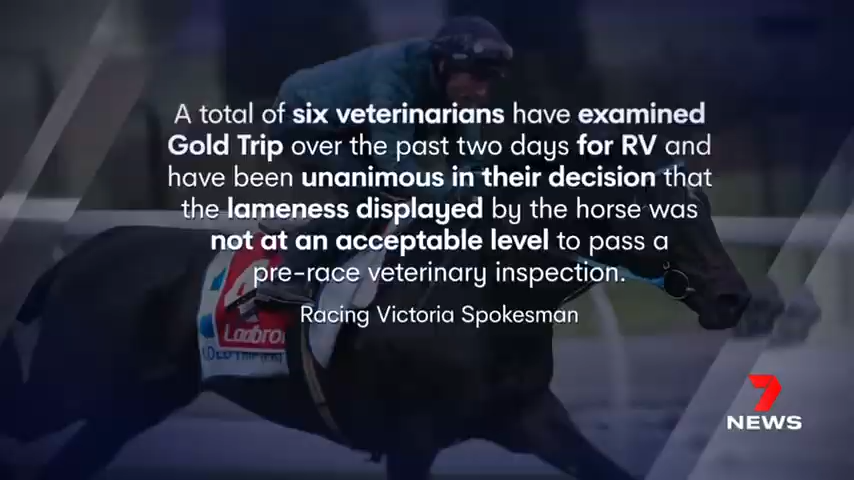 A total of six veterinarians have examined
Gold Trip over the past two days for RV and
have been unanimous in their decision that
the lameness displayed by the horse was
not at an acceptable level to pass a
pre-race veterinary inspection.
Racing Victoria Spokesman
4
7
NEWS